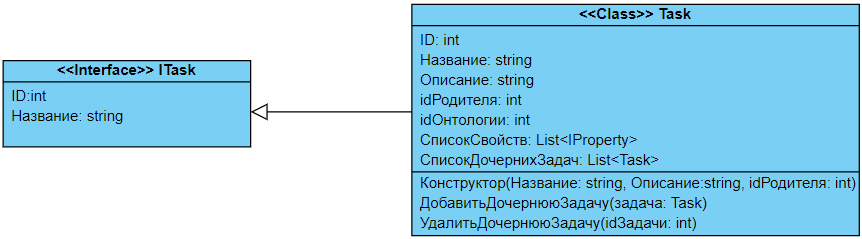 <<Interface>> ITask
ID:int
Название: string
<<Class>> Task
ID: int
Название: string
Описание: string
idРодителя: int
idОнтологии: int
СписокСвойств: List<IProperty>
СписокДочернихЗадач: List<Task>
Конструктор(Название: string, Описание:string, idРодителя: int)
ДобавитьДочернююЗадачу(задача: Task)
УдалитьДочернююЗадачу(idЗадачи: int)